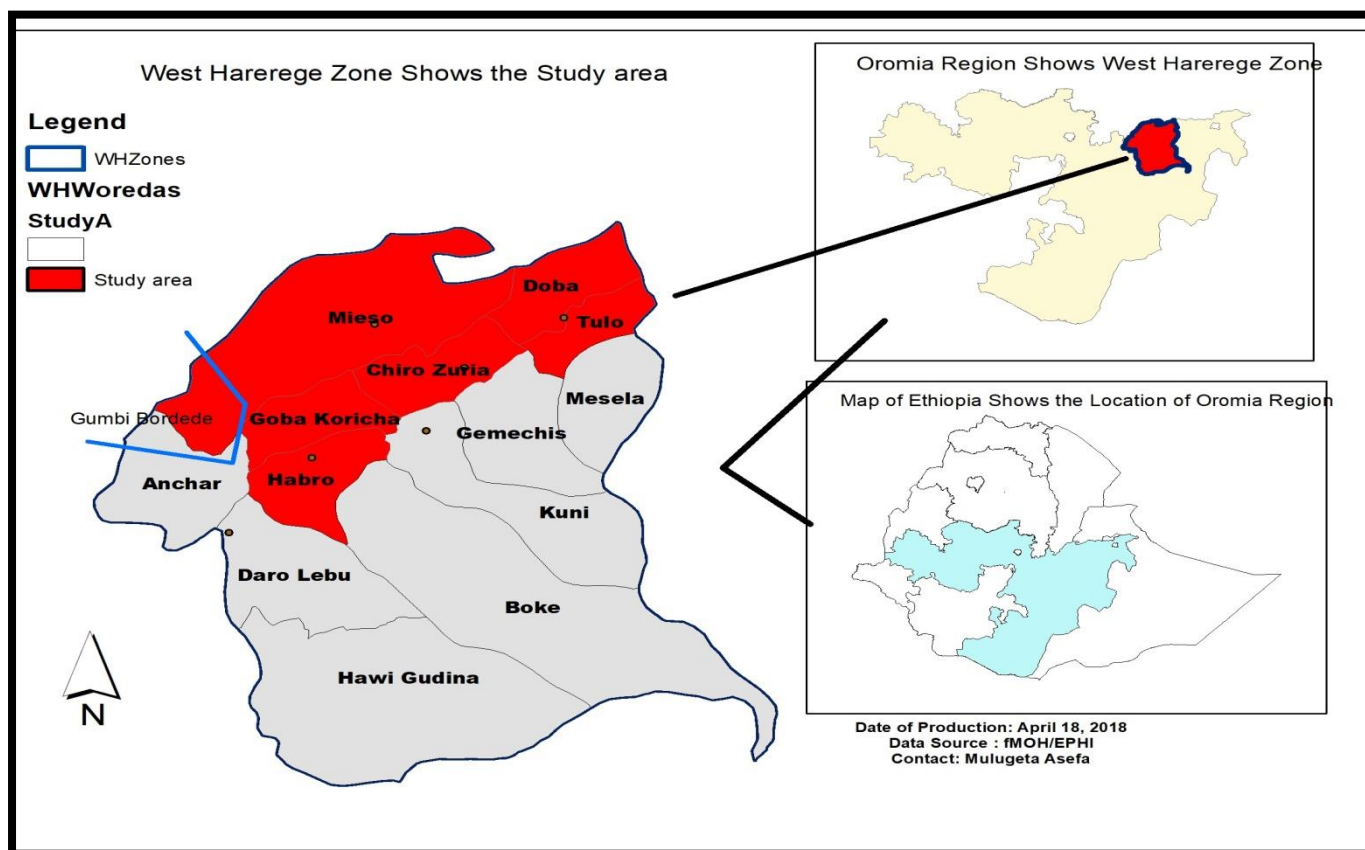 West Harerege Zone Shows the Study area
Legend
WHZones
WHWoredas
StudyA
Study area
Doba
Mieso
Tulo
Chiro Zuria
Mesela
Gumbi Bordede
Goba Koricha
Gemechis
Habro
Anchar
Kuni
Daro Lebu
Boke
Hawi Gudina
N
Oromia Region Shows West Harerege Zone
Map of Ethiopia Shows the Location of Oromia Region
Date of Production: April 18, 2018
Data Source : fMOH/EPHI
Contact: Mulugeta Asefa